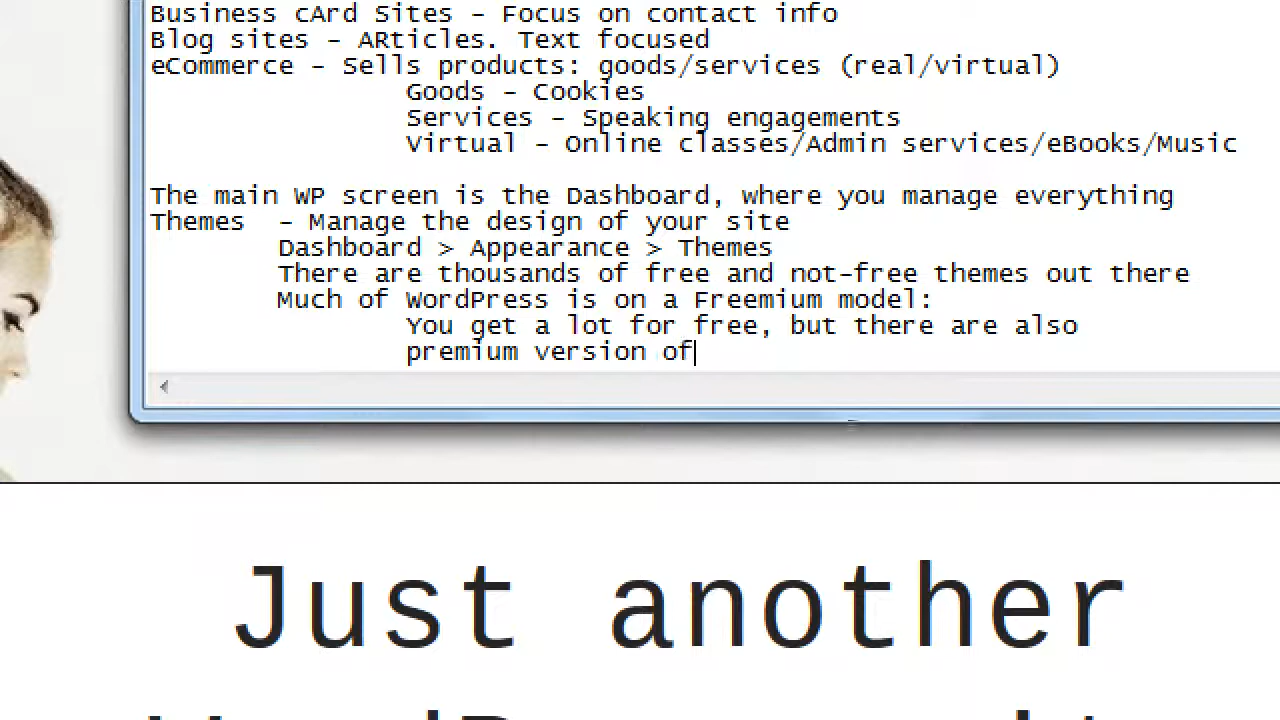 Business cArd Sites - Focus on contact info
Blog sites - ARticles. Text focused
eCommerce - Sells products: goods/services (real/virtual)
Goods - Cookies
Services - Speaking engagements
Virtual - Online classes/Admin services/eBooks/Music
The main WP screen is the Dashboard, where you manage everything
Themes  - Manage the design of your site
Dashboard > Appearance > Themes
There are thousands of free and not-free themes out there
Much of WordPress is on a Freemium model:
You get a lot for free, but there are also
premium version of
Just another